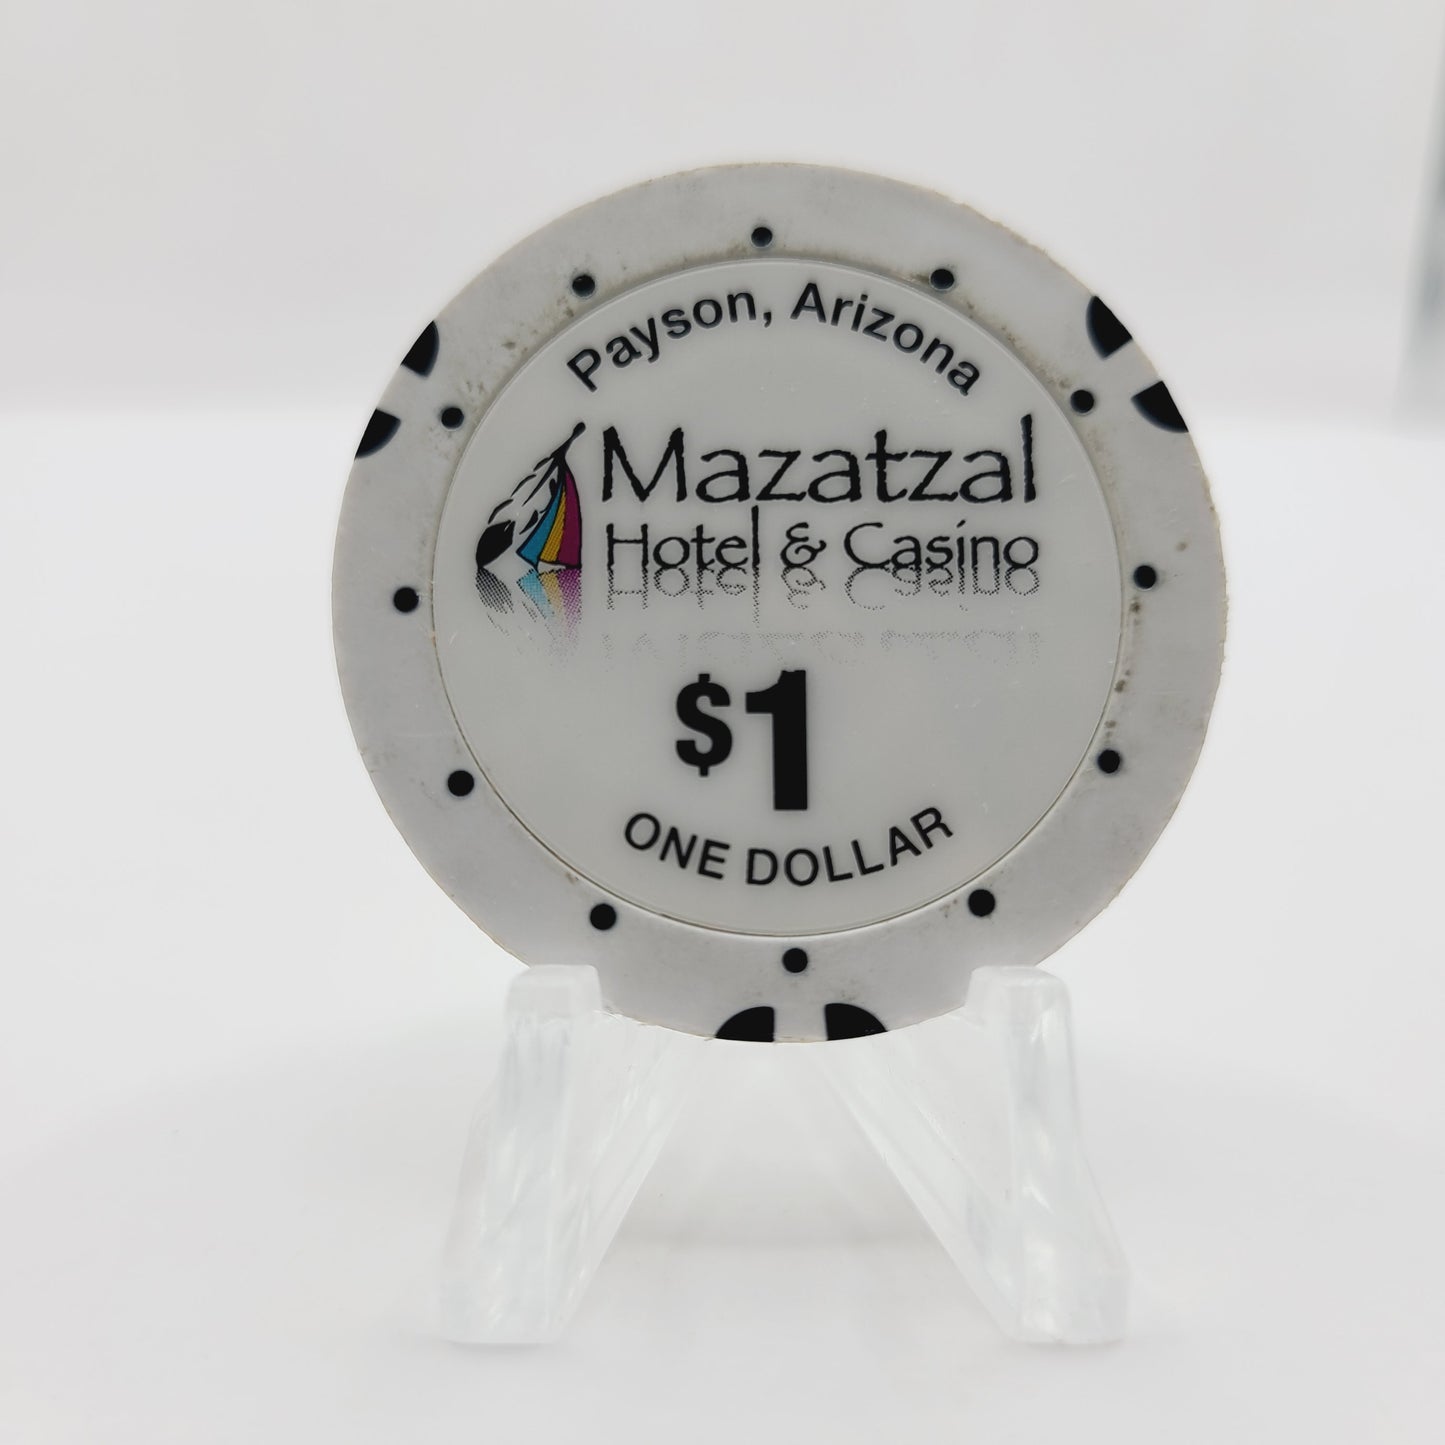 Payson, Arizona
Mazatzal
Hotel & Casino
$1
ONE DOLLAR